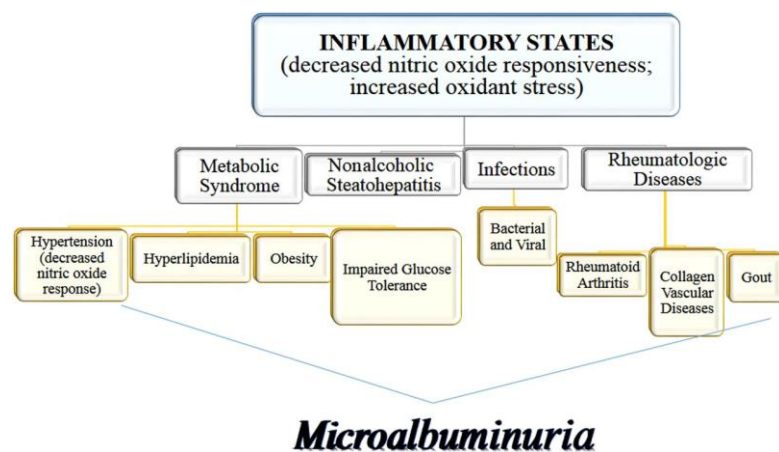 INFLAMMATORY STATES
(decreased nitric oxide responsiveness;
increased oxidant stress)
Metabolic
Syndrome
Nonalcoholic
Steatohepatitis
Infections
Rheumatologic
Diseases
Hypertension
(decreased
nitric oxide
response)
Hyperlipidemia
Obesity
Impaired Glucose
Tolerance
Bacterial
and Viral
Rheumatoid
Arthritis
Collagen
Vascular
Diseases
Gout
Microalbuminuria